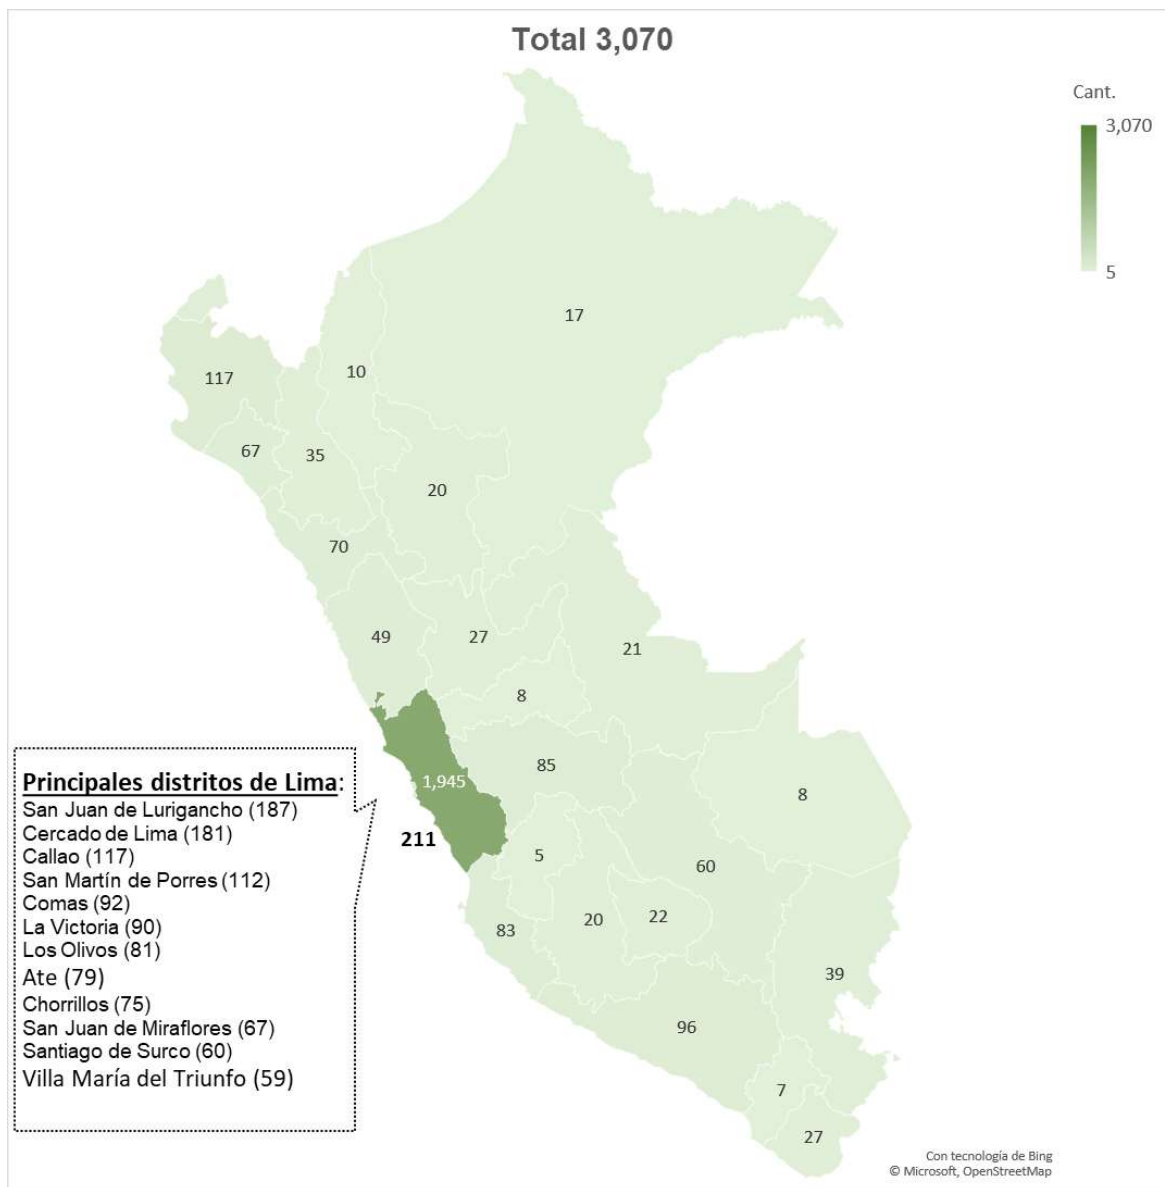 Total 3,070
Cant.
3,070
5
17
117
10
67
35
20
70
49
27
21
8
1,945
85
8
211
5
60
83
20
22
39
96
7
27
Principales distritos de Lima:
San Juan de Lurigancho (187)
Cercado de Lima (181)
Callao (117)
San Martín de Porres (112)
Comas (92)
La Victoria (90)
Los Olivos (81)
Ate (79)
Chorrillos (75)
San Juan de Miraflores (67)
Santiago de Surco (60)
Villa María del Triunfo (59)
Con tecnología de Bing
© Microsoft, OpenStreetMap